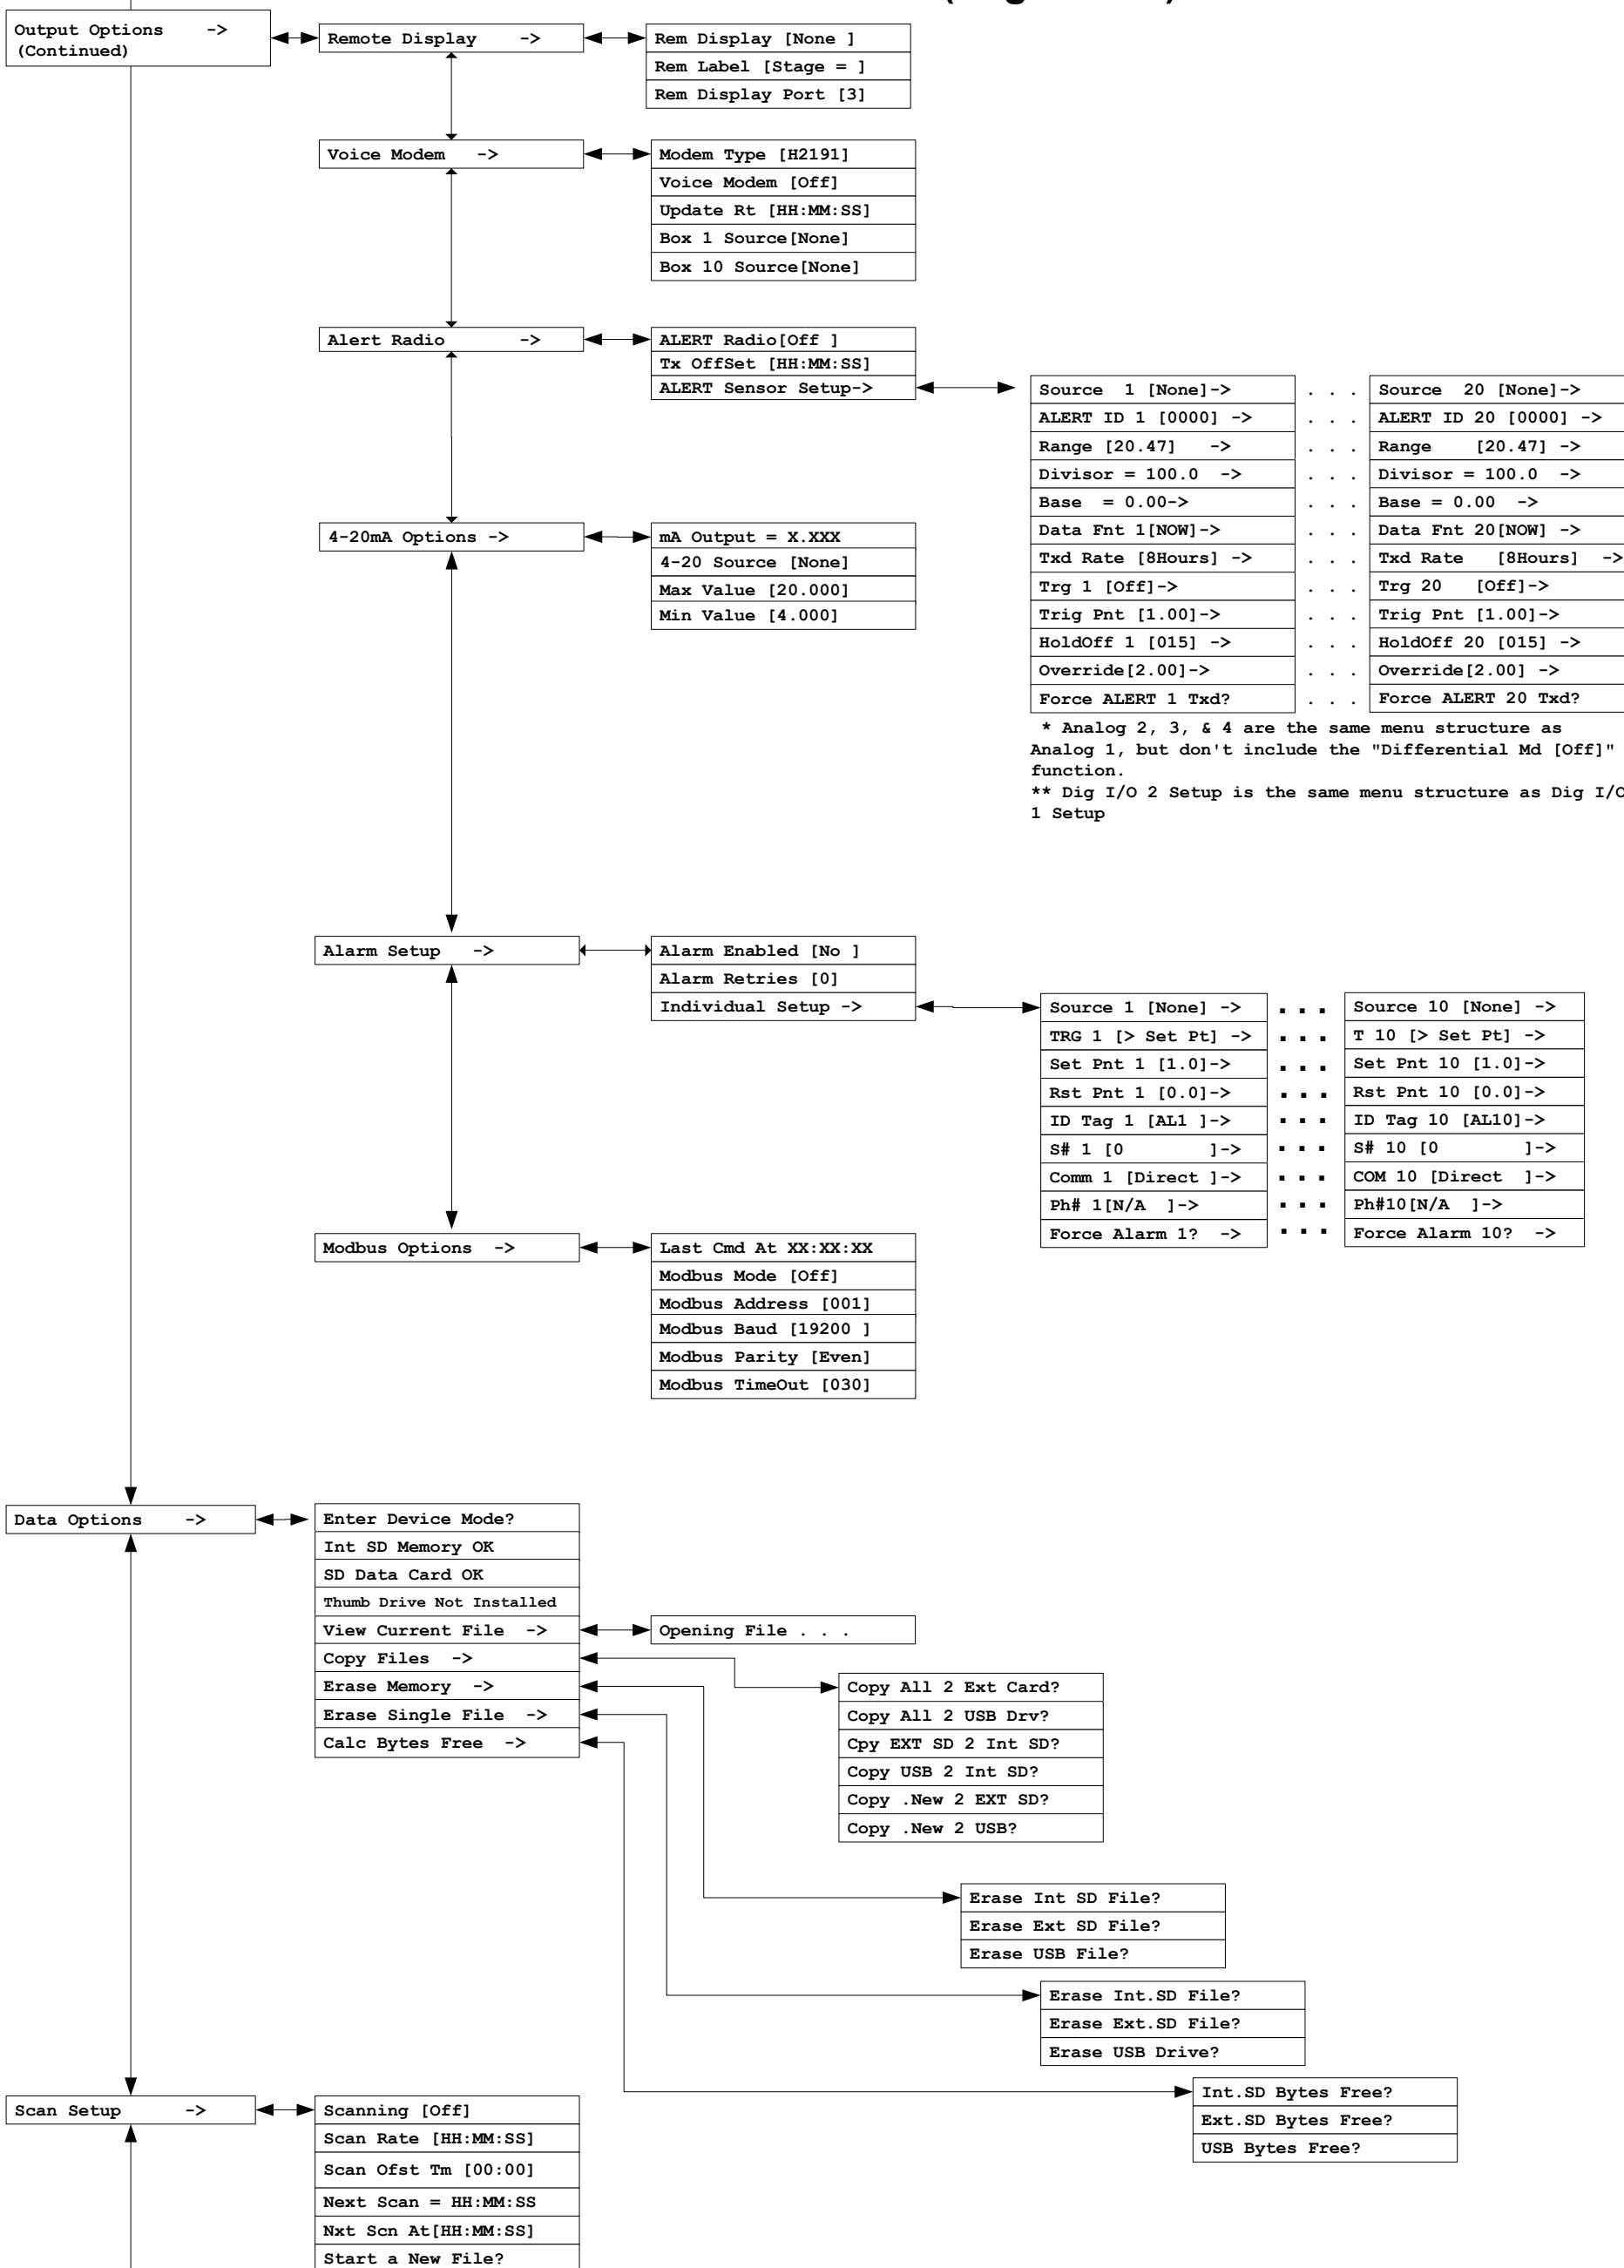 Output Options    ->
(Continued)
Remote Display    ->
Rem Display [None ]
Rem Label [Stage = ]
Rem Display Port [3]
Voice Modem   ->
Modem Type [H2191]
Voice Modem [Off]
Update Rt [HH:MM:SS]
Box 1 Source[None]
Box 10 Source[None]
Alert Radio       ->
ALERT Radio[Off ]
Tx OffSet [HH:MM:SS]
ALERT Sensor Setup->
Source  1 [None]-> . . . Source  20 [None]->
ALERT ID 1 [0000] -> . . . ALERT ID 20 [0000] ->
Range [20.47]   -> . . . Range    [20.47] ->
Divisor = 100.0  -> . . . Divisor = 100.0  ->
Base  = 0.00-> . . . Base = 0.00  ->
Data Fnt 1[NOW]-> . . . Data Fnt 20[NOW] ->
Txd Rate [8Hours] -> . . . Txd Rate   [8Hours]  ->
Trg 1 [Off]-> . . . Trg 20   [Off]->
Trig Pnt [1.00]-> . . . Trig Pnt [1.00]->
HoldOff 1 [015] -> . . . HoldOff 20 [015] ->
Override[2.00]-> . . . Override[2.00] ->
Force ALERT 1 Txd? . . . Force ALERT 20 Txd?
* Analog 2, 3, & 4 are the same menu structure as
Analog 1, but don't include the "Differential Md [Off]"
function.
** Dig I/O 2 Setup is the same menu structure as Dig I/O
1 Setup
4-20mA Options ->
mA Output = X.XXX
4-20 Source [None]
Max Value [20.000]
Min Value [4.000]
Alarm Setup   ->
Alarm Enabled [No ]
Alarm Retries [0]
Individual Setup ->
Source 1 [None] -> . . . Source 10 [None] ->
TRG 1 [> Set Pt] -> . . . T 10 [> Set Pt] ->
Set Pnt 1 [1.0]-> . . . Set Pnt 10 [1.0]->
Rst Pnt 1 [0.0]-> . . . Rst Pnt 10 [0.0]->
ID Tag 1 [AL1 ]-> . . . ID Tag 10 [AL10]->
S# 1 [0         ]-> . . . S# 10 [0         ]->
Comm 1 [Direct ]-> . . . COM 10 [Direct  ]->
Ph# 1[N/A  ]-> . . . Ph#10[N/A  ]->
Force Alarm 1?  -> . . . Force Alarm 10?  ->
Modbus Options  ->
Last Cmd At XX:XX:XX
Modbus Mode [Off]
Modbus Address [001]
Modbus Baud [19200 ]
Modbus Parity [Even]
Modbus TimeOut [030]
Data Options    ->
Enter Device Mode?
Int SD Memory OK
SD Data Card OK
Thumb Drive Not Installed
View Current File  ->
Opening File . . .
Copy Files  ->
Erase Memory  ->
Erase Single File  ->
Calc Bytes Free  ->
Copy All 2 Ext Card?
Copy All 2 USB Drv?
Cpy EXT SD 2 Int SD?
Copy USB 2 Int SD?
Copy .New 2 EXT SD?
Copy .New 2 USB?
Erase Int SD File?
Erase Ext SD File?
Erase USB File?
Erase Int.SD File?
Erase Ext.SD File?
Erase USB Drive?
Int.SD Bytes Free?
Ext.SD Bytes Free?
USB Bytes Free?
Scan Setup      ->
Scanning [Off]
Scan Rate [HH:MM:SS]
Scan Ofst Tm [00:00]
Next Scan = HH:MM:SS
Nxt Scn At[HH:MM:SS]
Start a New File?